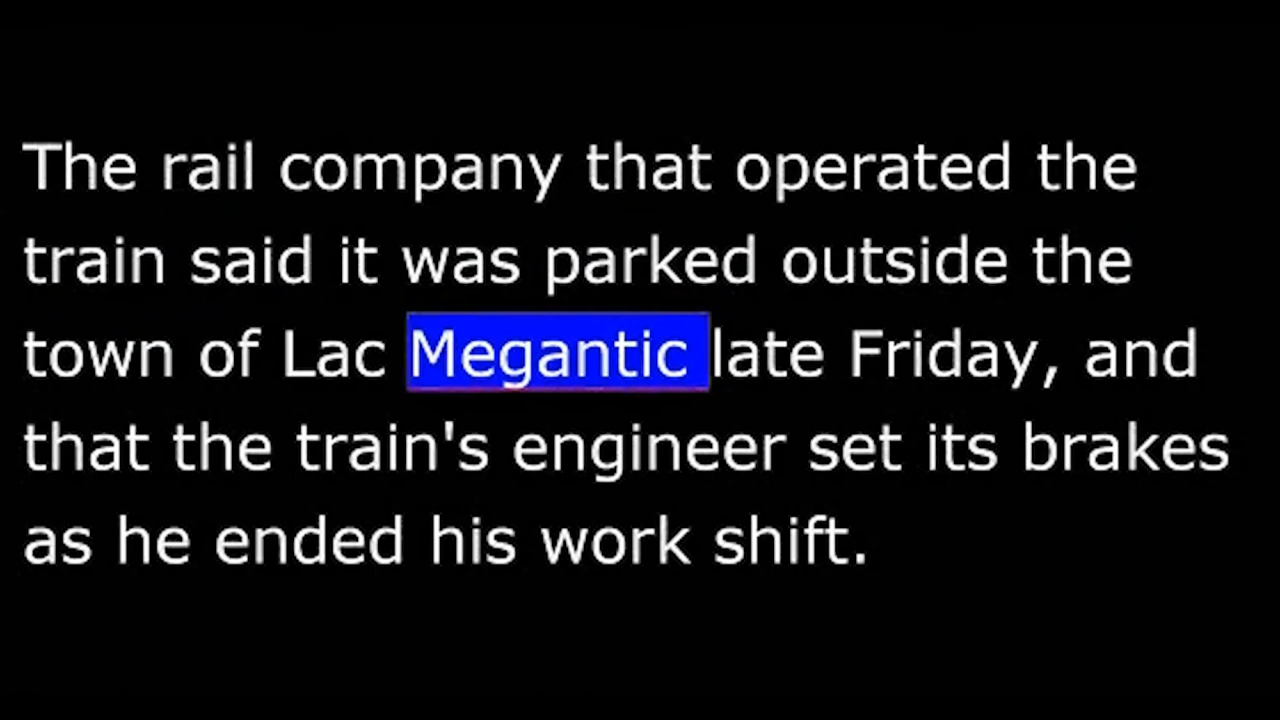 The rail company that operated the
train said it was parked outside the
town of Lac Megantic late Friday, and
that the train's engineer set its brakes
as he ended his work shift.